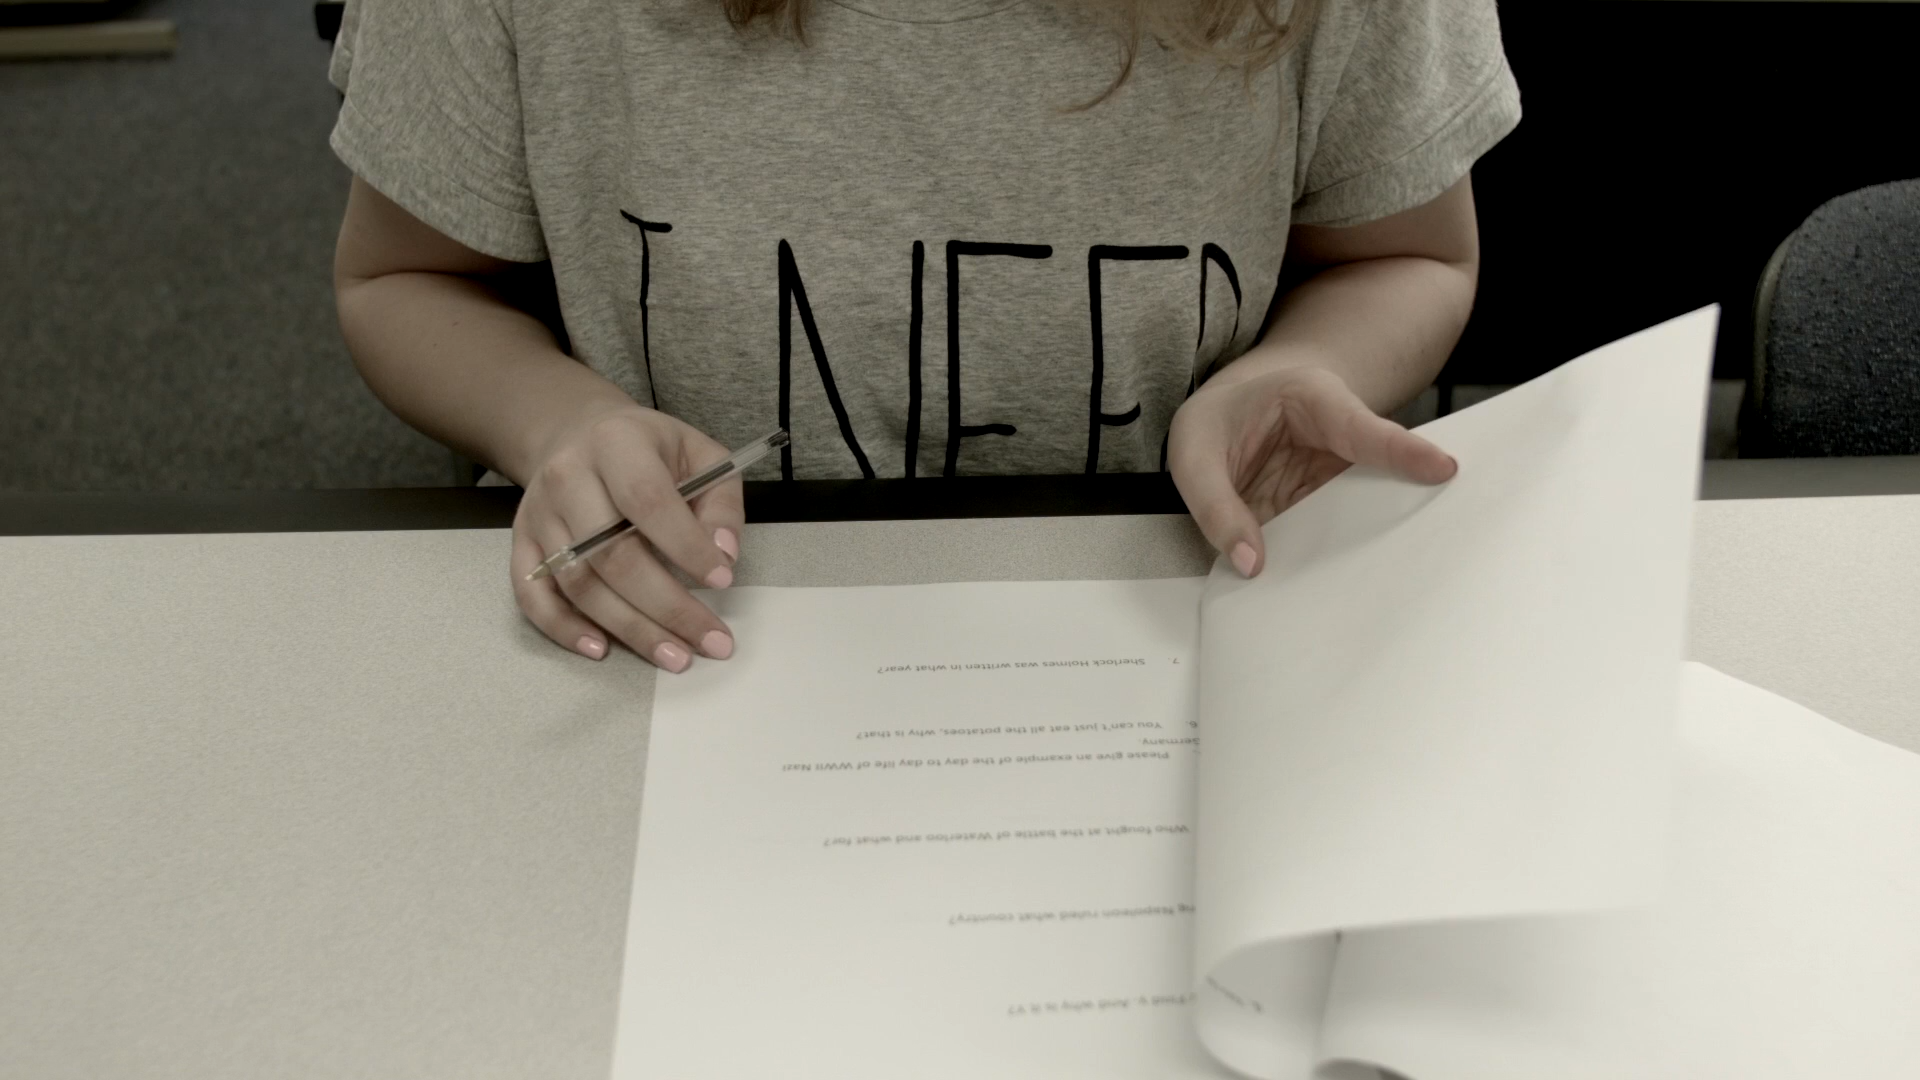 I NEED
Find y. And why is it y?
Napoleon ruled what country?
Who fought at the battle of Waterloo and what for?
Please give an example of the day to day life of WWII Nazi
Germany.
6. You can't just eat all the potatoes, why is that?
7. Sherlock Holmes was written in what year?